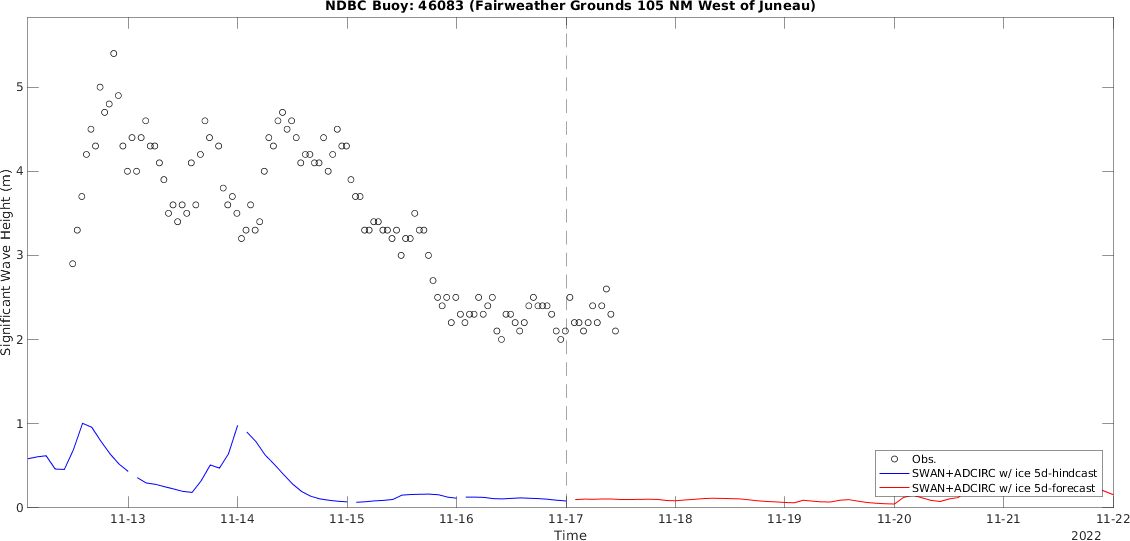 NDBC Buoy: 46083 (Fairweather Grounds 105 NM West of Juneau)
Significant Wave Height (m)
5
4
3
2
1
0
Obs.
SWAN+ADCIRC w/ ice 5d-hindcast
SWAN+ADCIRC w/ ice 5d-forecast
11-13 11-14 11-15 11-16 11-17 11-18 11-19 11-20 11-21 11-22
Time
2022